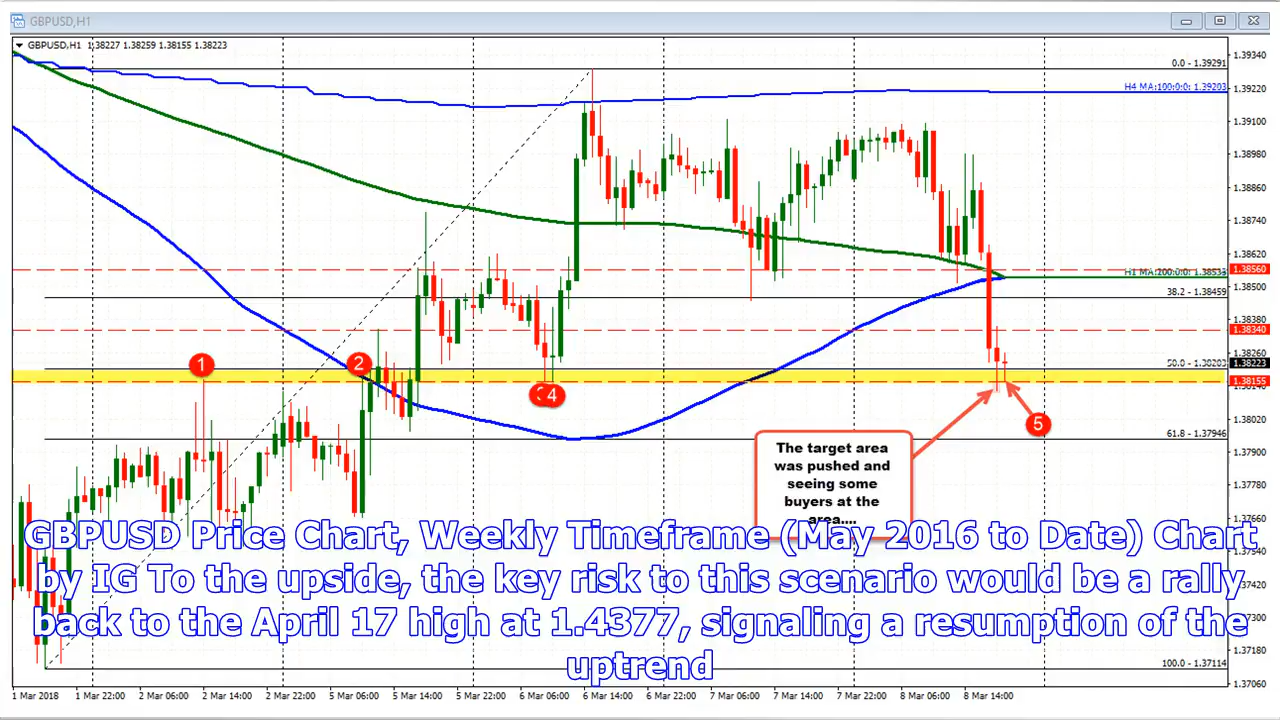 GBPUSD,H1
GBPUSD,H1 1.38227 1.38259 1.38155 1.38223
1.39340
0.0 - 1.39291
H4 MA:100:0:0: 1.39203
1.39220
1.39100
1.38980
1.38860
1.38740
1.38620
1.38560
H1 MA:200:0:0: 1.38533
1.38500
38.2 - 1.38459
1.38340
1.38260
1.38223
1.38155
1.38020
61.8 - 1.37946
1.37900
1.37780
1.37660
1.37540
1.37420
1.37180
100.0 - 1.37114
1.37060
1
2
4
5
The target area
was pushed and
seeing some
buyers at the
area....
GBPUSD Price Chart, Weekly Timeframe (May 2016 to Date) Chart
by IG To the upside, the key risk to this scenario would be a rally
back to the April 17 high at 1.4377, signaling a resumption of the
uptrend
1 Mar 2018 1 Mar 22:00 2 Mar 06:00 2 Mar 14:00 2 Mar 22:00 5 Mar 06:00 5 Mar 14:00 5 Mar 22:00 6 Mar 06:00 6 Mar 14:00 6 Mar 22:00 7 Mar 06:00 7 Mar 14:00 7 Mar 22:00 8 Mar 06:00 8 Mar 14:00